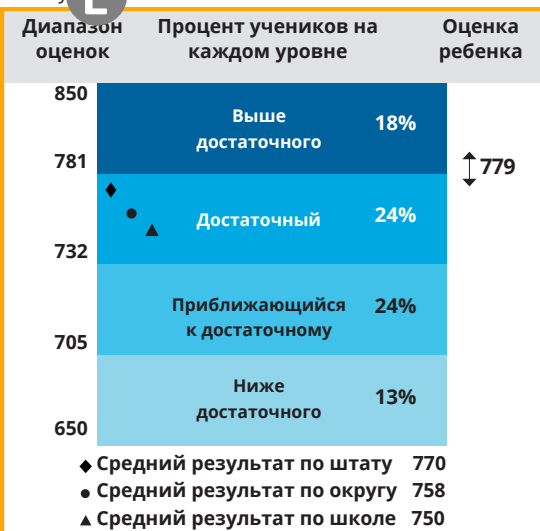 E
Диапазон оценок
Процент учеников на каждом уровне
Оценка ребенка
850
Выше достаточного 18%
781
779
Достаточный 24%
732
Приближающийся к достаточному 24%
705
Ниже достаточного 13%
650
Средний результат по штату 770
Средний результат по округу 758
Средний результат по школе 750